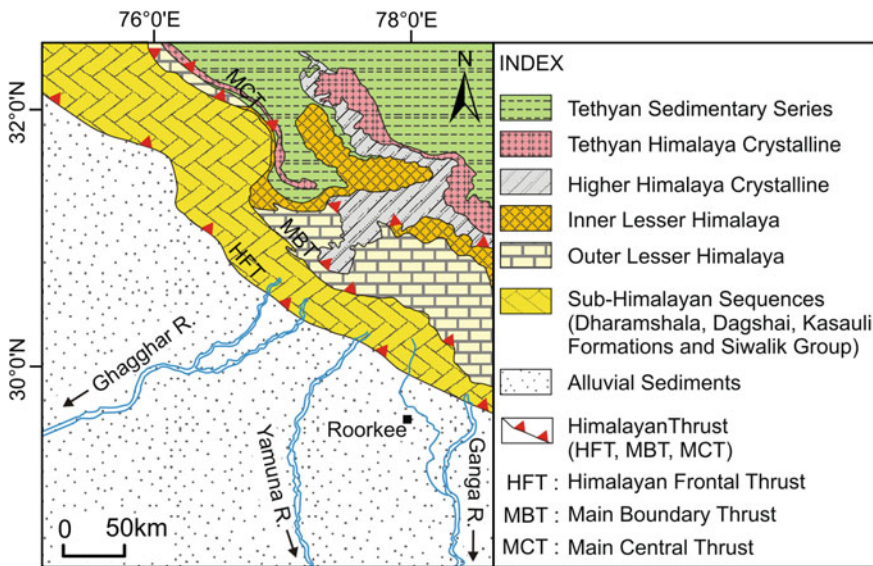 76°0'E
78°0'E
32°0'N
30°0'N
N
MCT
MBT
HFT
Ghagghar R.
Yamuna R.
Roorkee
Ganga R.
0 50km
INDEX
Tethyan Sedimentary Series
Tethyan Himalaya Crystalline
Higher Himalaya Crystalline
Inner Lesser Himalaya
Outer Lesser Himalaya
Sub-Himalayan Sequences
(Dharamshala, Dagshai, Kasauli
Formations and Siwalik Group)
Alluvial Sediments
HimalayanThrust
(HFT, MBT, MCT)
HFT : Himalayan Frontal Thrust
MBT : Main Boundary Thrust
MCT : Main Central Thrust